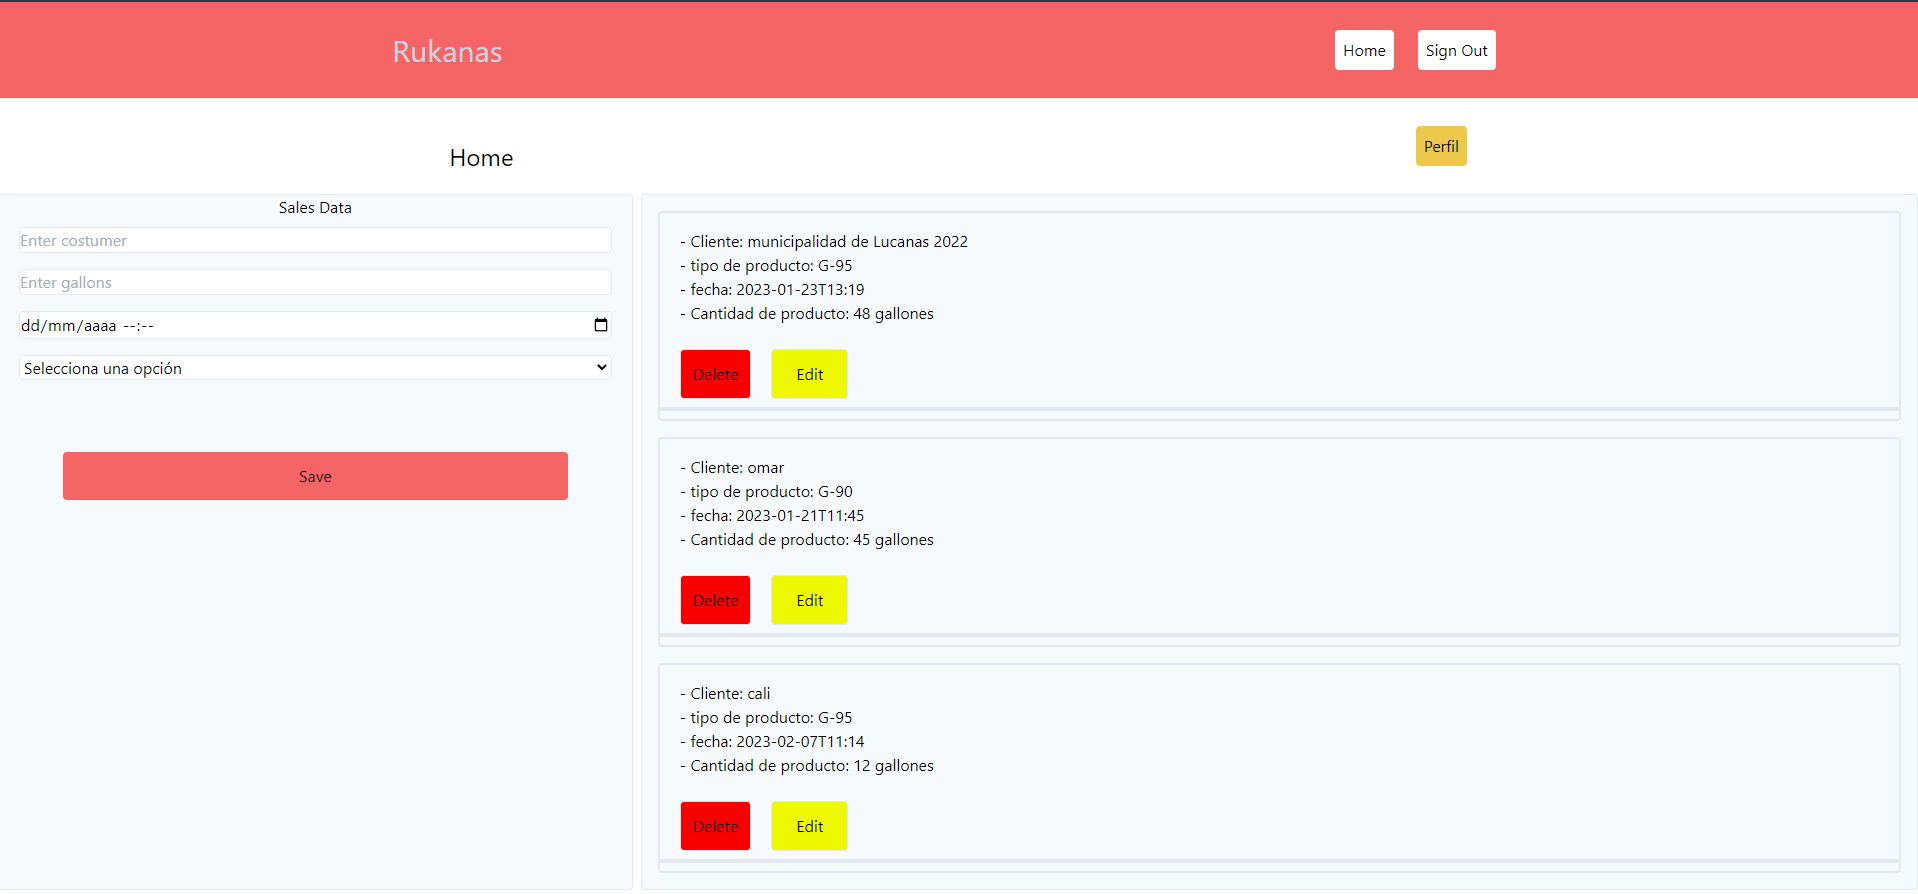 Rukanas
Home
Sign Out
Home
Perfil
Sales Data
Enter costumer
Enter gallons
dd/mm/aaaa --:--
Selecciona una opción
Save
- Cliente: municipalidad de Lucanas 2022
- tipo de producto: G-95
- fecha: 2023-01-23T13:19
- Cantidad de producto: 48 gallones
Delete
Edit
- Cliente: omar
- tipo de producto: G-90
- fecha: 2023-01-21T11:45
- Cantidad de producto: 45 gallones
Delete
Edit
- Cliente: cali
- tipo de producto: G-95
- fecha: 2023-02-07T11:14
- Cantidad de producto: 12 gallones
Delete
Edit